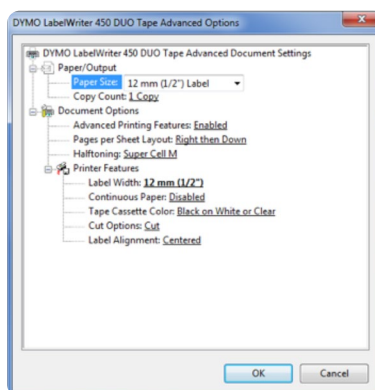 DYMO LabelWriter 450 DUO Tape Advanced Options
DYMO LabelWriter 450 DUO Tape Advanced Document Settings
Paper/Output
Paper Size: 12 mm (1/2") Label
Copy Count: 1 Copy
Document Options
Advanced Printing Features: Enabled
Pages per Sheet Layout: Right then Down
Halftoning: Super Cell M
Printer Features
Label Width: 12 mm (1/2")
Continuous Paper: Disabled
Tape Cassette Color: Black on White or Clear
Cut Options: Cut
Label Alignment: Centered
OK Cancel